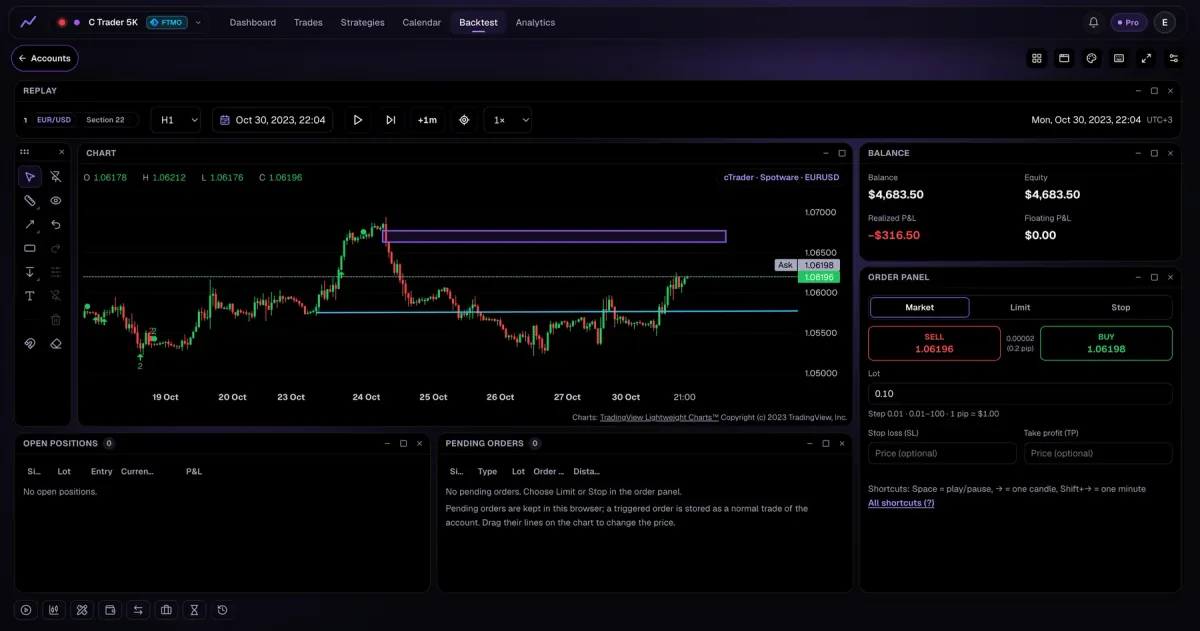 C Trader 5K FTMO Dashboard Trades Strategies Calendar Backtest Analytics Pro E
Accounts
REPLAY
1 EUR/USD Section 22 H1 Oct 30, 2023, 22:04 +1m 1× Mon, Oct 30, 2023, 22:04 UTC+3
CHART
O 1.06178 H 1.06212 L 1.06176 C 1.06196 cTrader · Spotware · EURUSD
1.07000
1.06500
Ask 1.06198
1.06196
1.06000
1.05500
1.05000
2
2
19 Oct 20 Oct 23 Oct 24 Oct 25 Oct 26 Oct 27 Oct 30 Oct 21:00
Charts: TradingView Lightweight Charts™ Copyright (c) 2023 TradingView, Inc.
BALANCE
Balance Equity
$4,683.50 $4,683.50
Realized P&L Floating P&L
−$316.50 $0.00
ORDER PANEL
Market Limit Stop
SELL 0.00002 BUY
1.06196 (0.2 pip) 1.06198
Lot
0.10
Step 0.01 · 0.01–100 · 1 pip = $1.00
Stop loss (SL) Take profit (TP)
Price (optional) Price (optional)
Shortcuts: Space = play/pause, → = one candle, Shift+→ = one minute
All shortcuts (?)
OPEN POSITIONS 0
Si... Lot Entry Curren... P&L
No open positions.
PENDING ORDERS 0
Si... Type Lot Order ... Dista...
No pending orders. Choose Limit or Stop in the order panel.
Pending orders are kept in this browser; a triggered order is stored as a normal trade of the
account. Drag their lines on the chart to change the price.